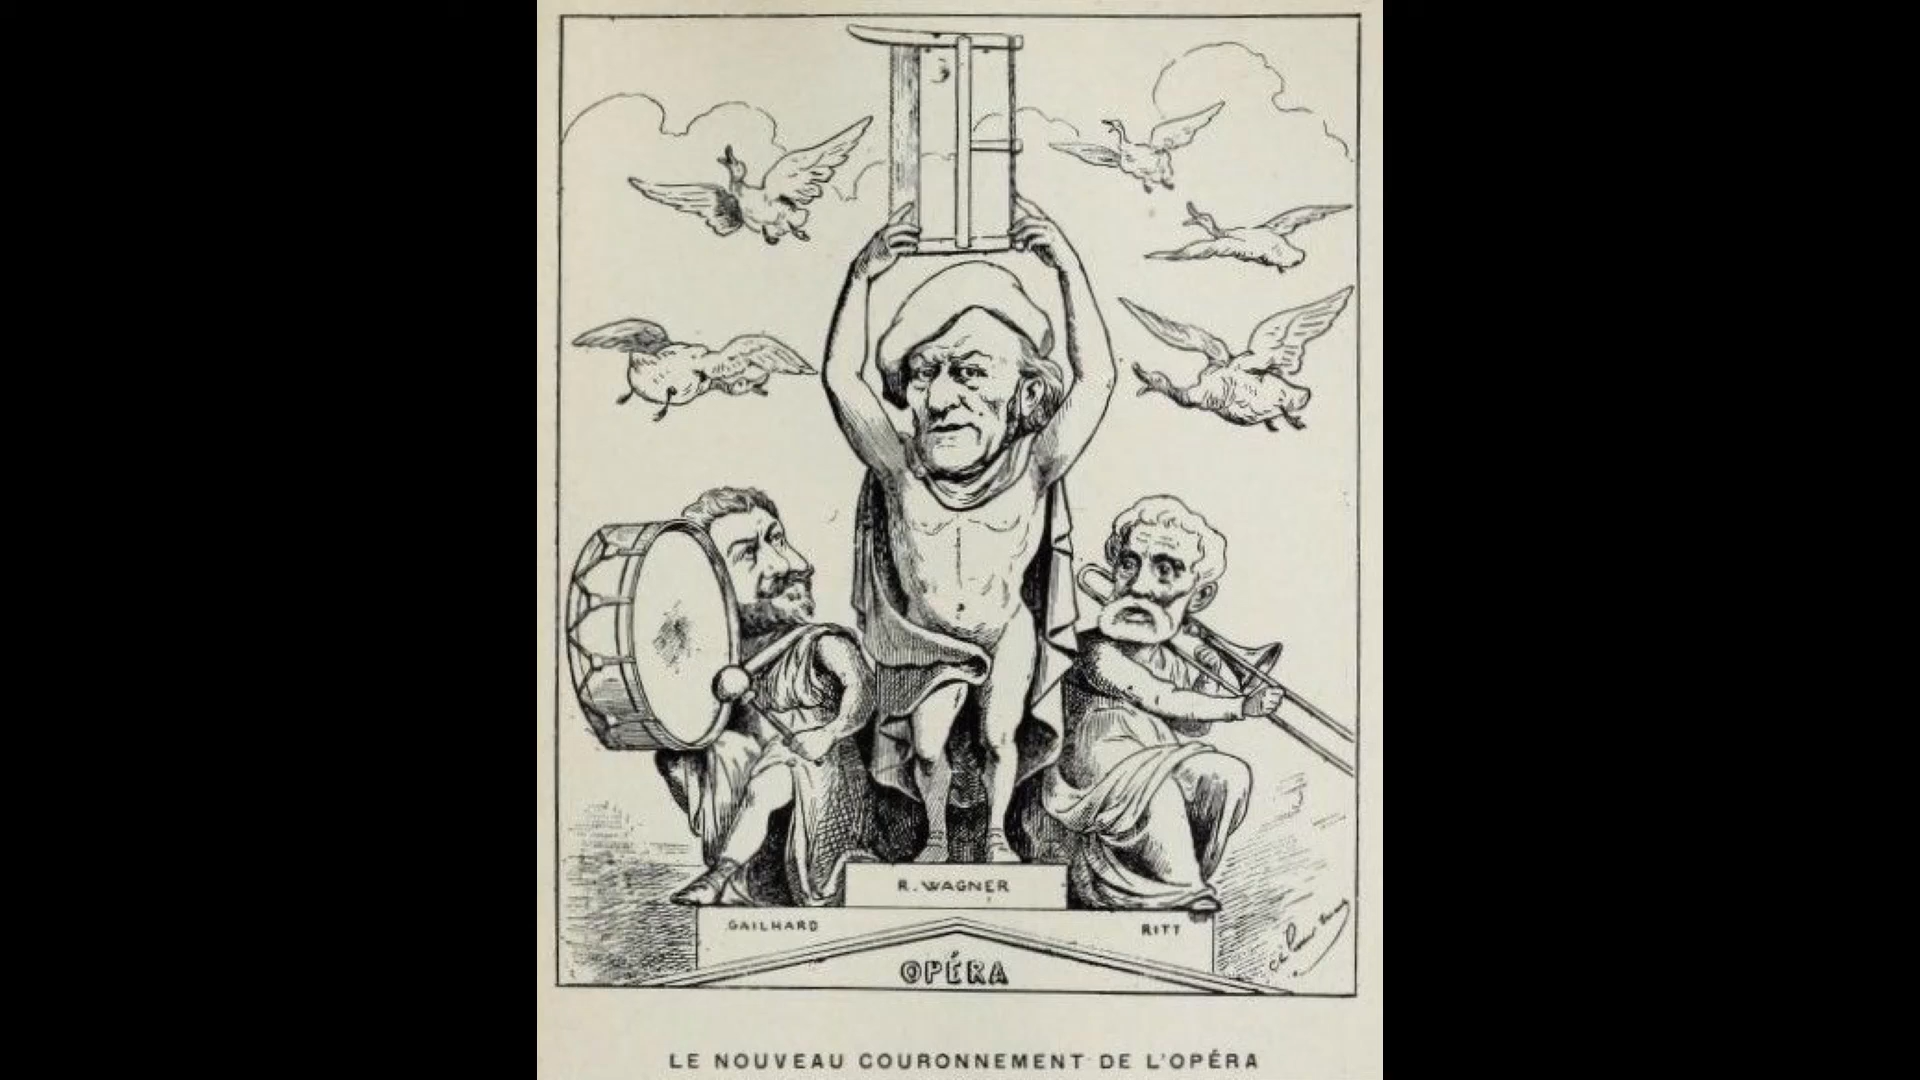 R. WAGNER
GAILHARD
RITT
OPÉRA
LE NOUVEAU COURONNEMENT DE L'OPÉRA